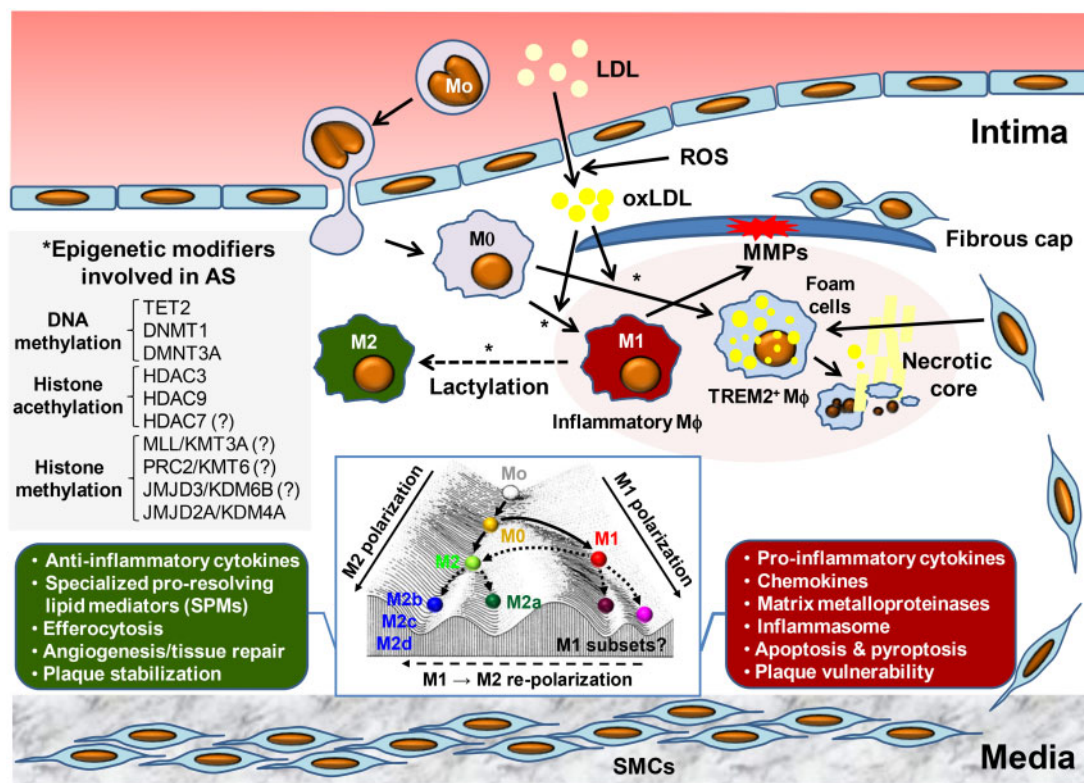 Mo
LDL
Intima
ROS
oxLDL
M0
MMPs
Fibrous cap
*
*
Foam
cells
M2
*
Lactylation
M1
Inflammatory Mϕ
TREM2⁺ Mϕ
Necrotic
core
*Epigenetic modifiers
involved in AS
DNA
methylation
TET2
DNMT1
DMNT3A
Histone
acethylation
HDAC3
HDAC9
HDAC7 (?)
Histone
methylation
MLL/KMT3A (?)
PRC2/KMT6 (?)
JMJD3/KDM6B (?)
JMJD2A/KDM4A
Mo
M0
M1
M2
M2 polarization
M1 polarization
M2b
M2c
M2d
M2a
M1 subsets?
M1 → M2 re-polarization
• Anti-inflammatory cytokines
• Specialized pro-resolving
lipid mediators (SPMs)
• Efferocytosis
• Angiogenesis/tissue repair
• Plaque stabilization
• Pro-inflammatory cytokines
• Chemokines
• Matrix metalloproteinases
• Inflammasome
• Apoptosis & pyroptosis
• Plaque vulnerability
SMCs
Media